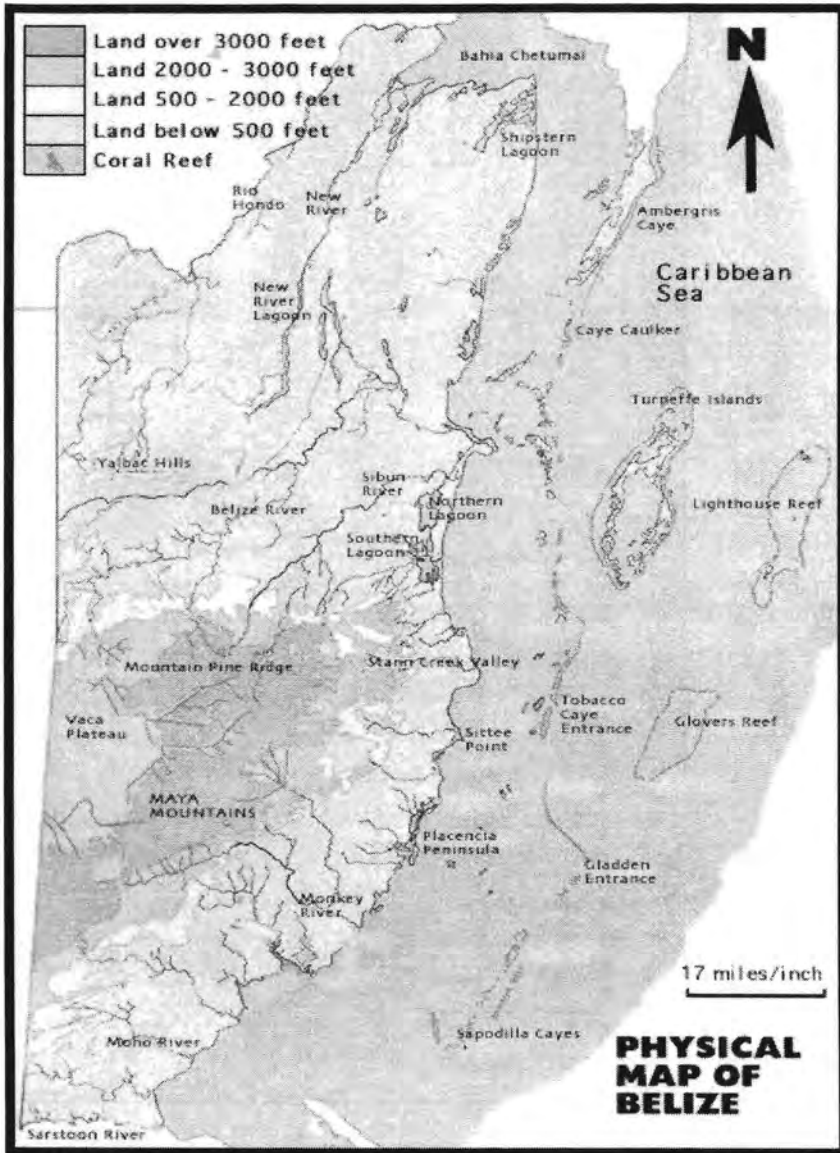 Land over 3000 feet
Land 2000 - 3000 feet
Land 500 - 2000 feet
Land below 500 feet
Coral Reef
Bahia Chetumal
N
Shipstern
Lagoon
Rio
Hondo
New
River
Ambergris
Caye
Caribbean
Sea
New
River
Lagoon
Caye Caulker
Turneffe Islands
Yalbac Hills
Sibun
River
Belize River
Northern
Lagoon
Lighthouse Reef
Southern
Lagoon
Mountain Pine Ridge
Stann Creek Valley
Vaca
Plateau
Tobacco
Caye
Entrance
Glovers Reef
Sittee
Point
MAYA
MOUNTAINS
Placencia
Peninsula
Gladden
Entrance
Monkey
River
17 miles/inch
Moho River
Sapodilla Cayes
PHYSICAL
MAP OF
BELIZE
Sarstoon River